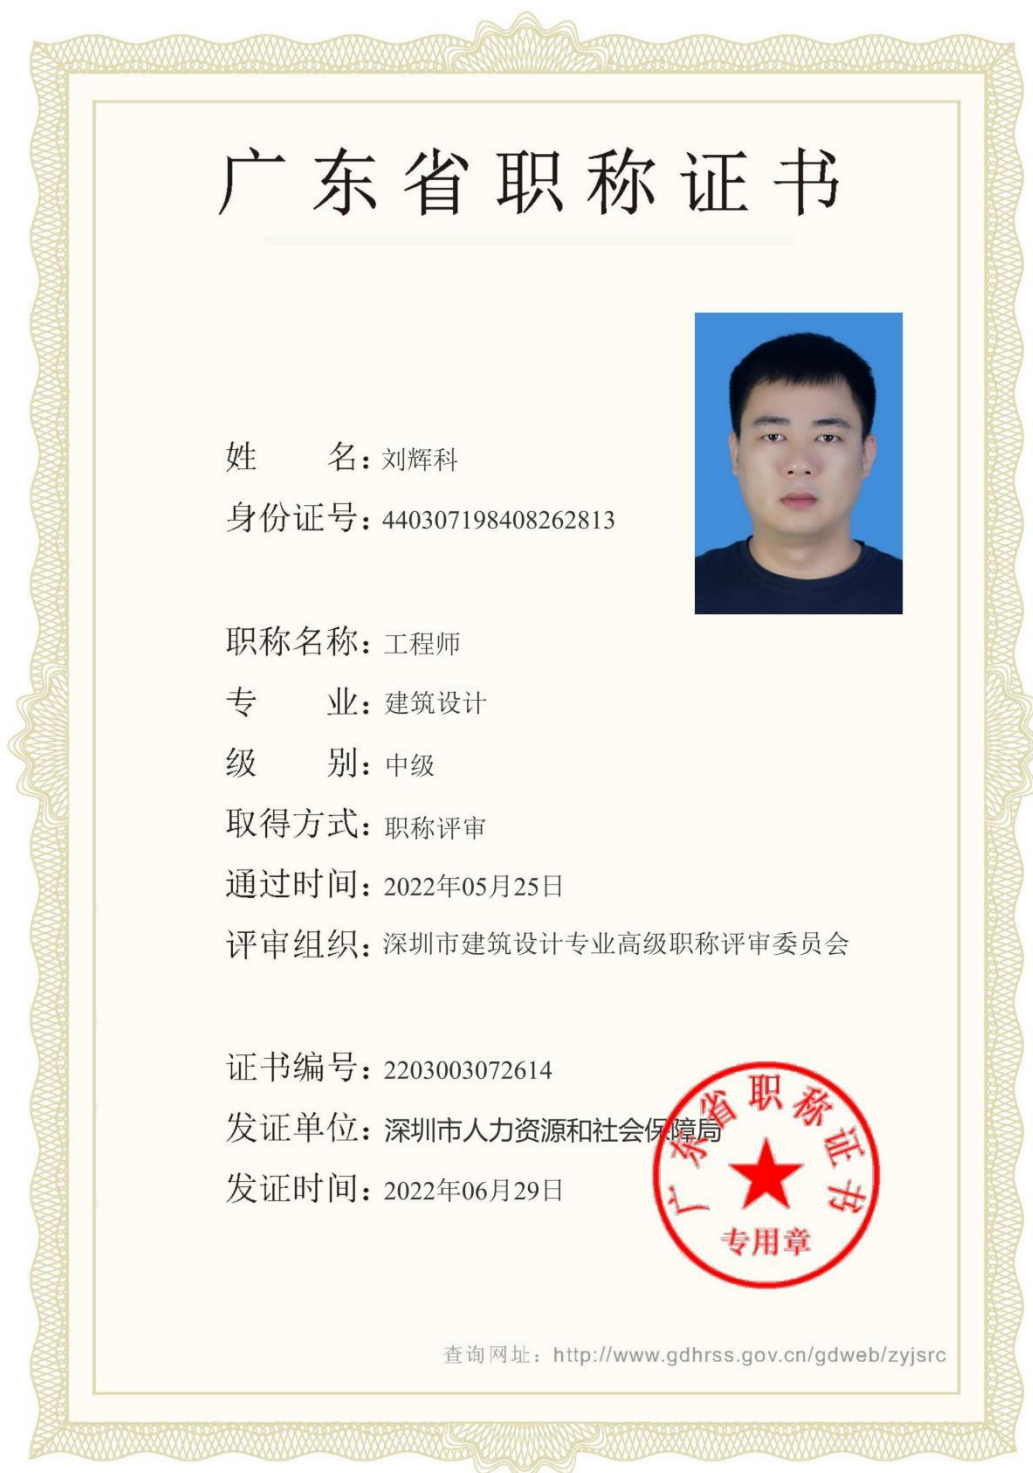 广东省职称证书
姓 名：刘辉科
身份证号：440307198408262813
职称名称：工程师
专 业：建筑设计
级 别：中级
取得方式：职称评审
通过时间：2022年05月25日
评审组织：深圳市建筑设计专业高级职称评审委员会
证书编号：2203003072614
发证单位：深圳市人力资源和社会保障局
发证时间：2022年06月29日
广东省职称证书
专用章
查询网址：http://www.gdhrss.gov.cn/gdweb/zyjsrc